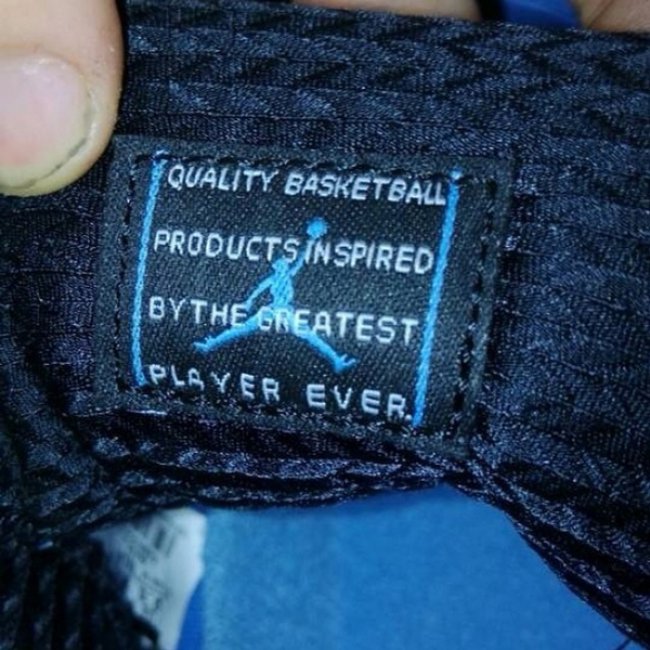 QUALITY BASKETBALL
PRODUCTS INSPIRED
BY THE GREATEST
PLAYER EVER.